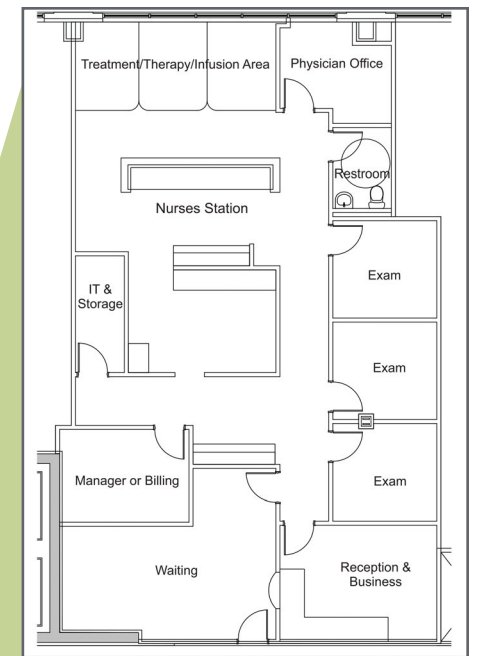 Treatment/Therapy/Infusion Area
Physician Office
Restroom
Nurses Station
Exam
IT &
Storage
Exam
Manager or Billing
Exam
Waiting
Reception &
Business